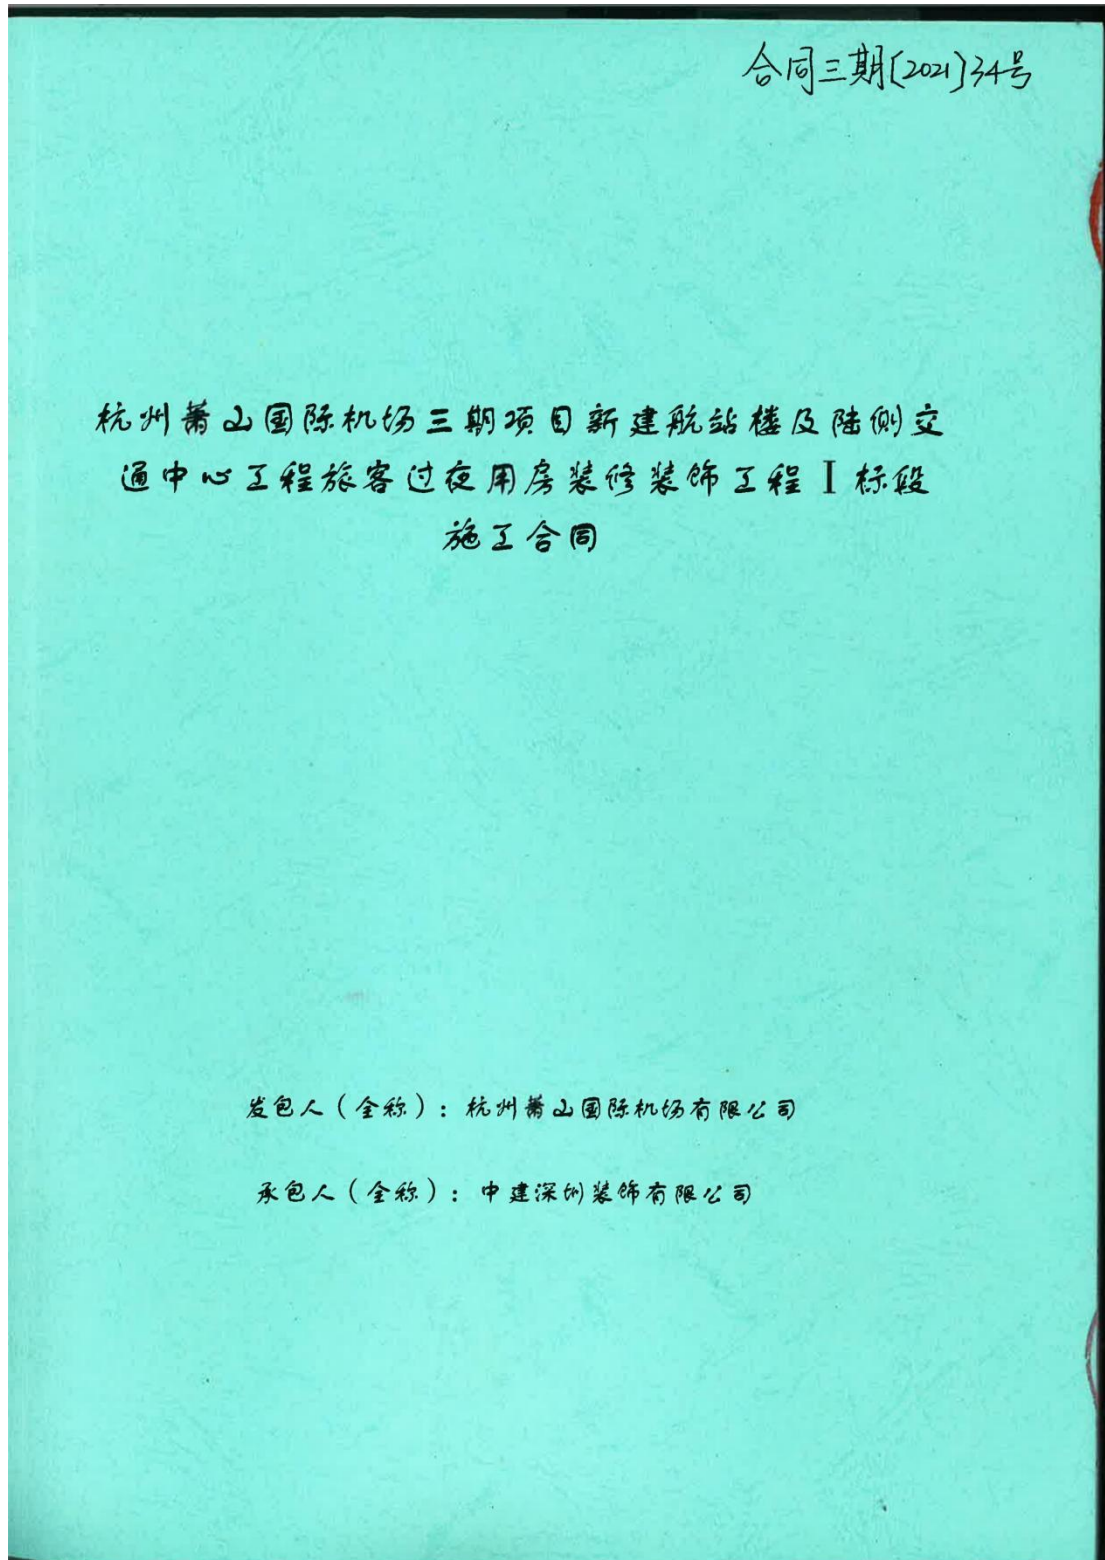 合同三期[2021]34号
杭州萧山国际机场三期项目新建航站楼及陆侧交
通中心工程旅客过夜用房装修装饰工程Ⅰ标段
施工合同
发包人(全称):杭州萧山国际机场有限公司
承包人(全称):中建深圳装饰有限公司